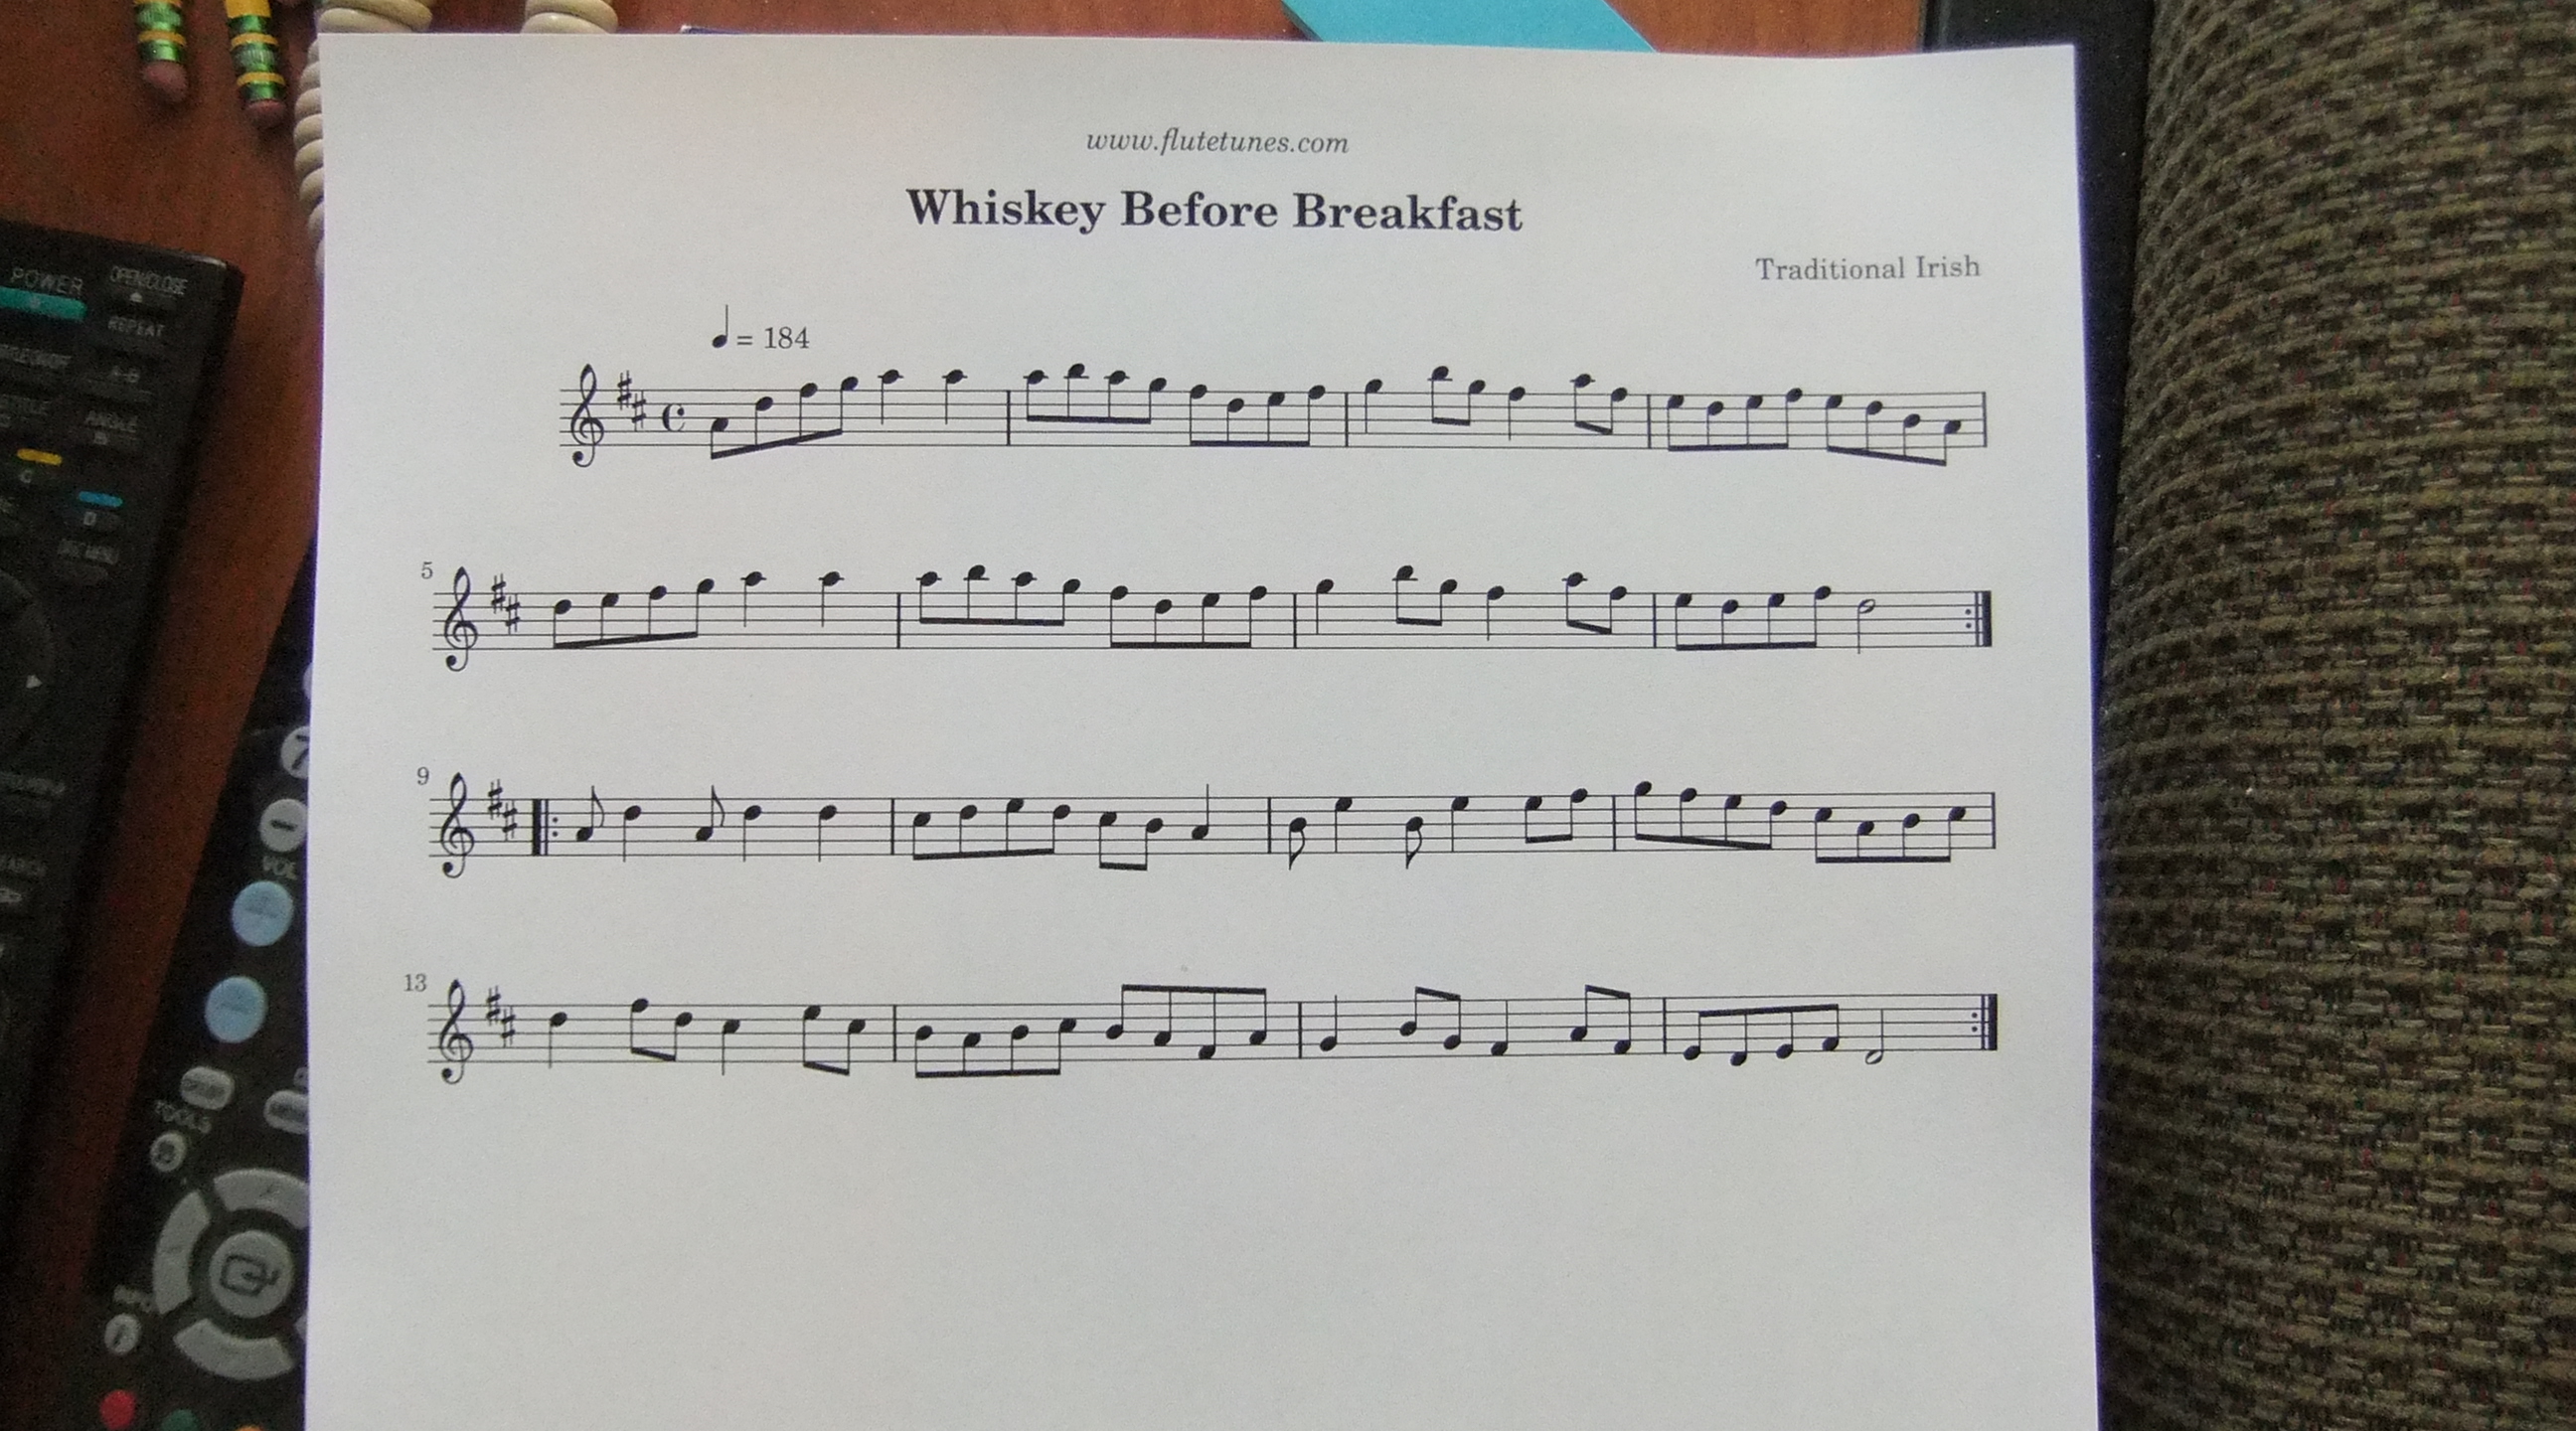 www.flutetunes.com
Whiskey Before Breakfast
Traditional Irish
= 184
5
9
13
POWER
OPEN/CLOSE
REPEAT
A-B
ANGLE
C
D
DISC MENU
7
VOL
TOOLS